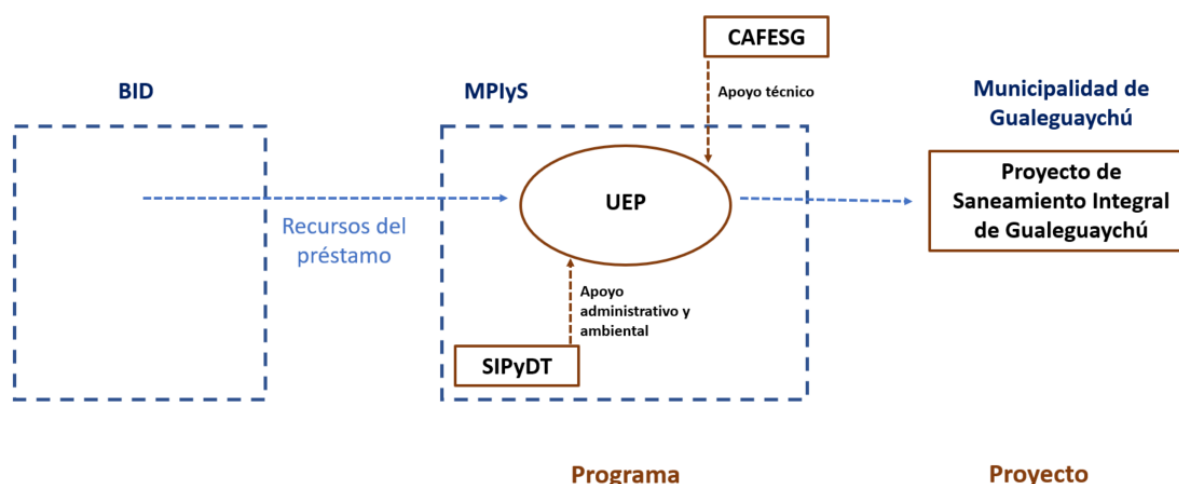 CAFESG
Apoyo técnico
BID
MPIyS
Municipalidad de
Gualeguaychú
UEP
Proyecto de
Saneamiento Integral
de Gualeguaychú
Recursos del
préstamo
Apoyo
administrativo y
ambiental
SIPyDT
Programa
Proyecto